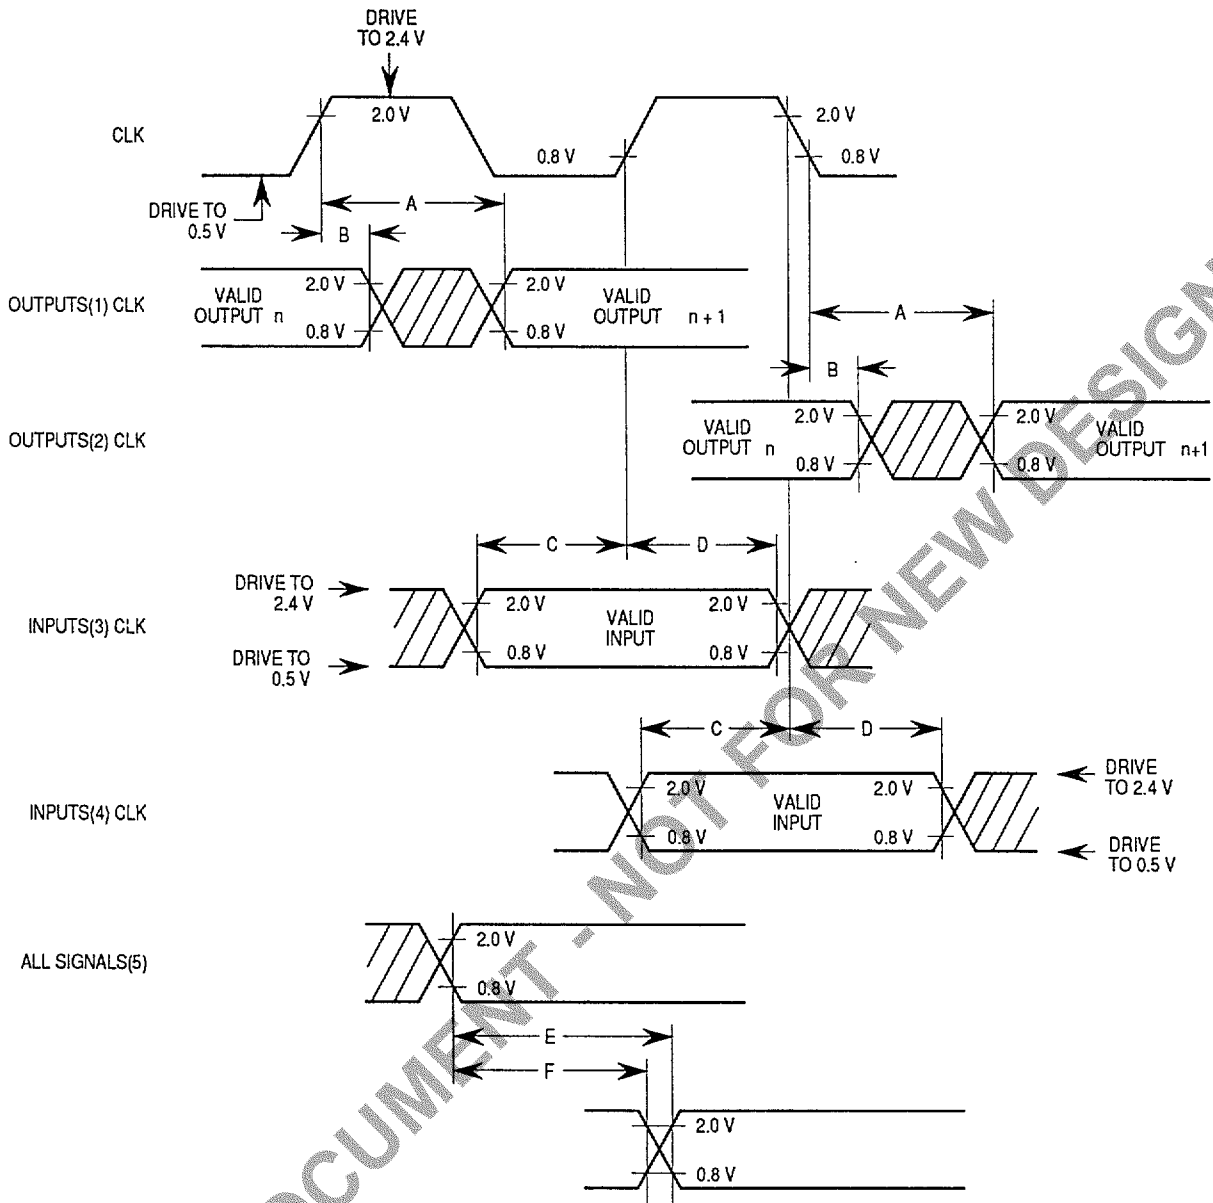 DRIVE
TO 2.4 V
CLK
2.0 V
0.8 V
2.0 V
0.8 V
DRIVE TO
0.5 V
A
B
OUTPUTS(1) CLK
VALID
OUTPUT n
2.0 V
0.8 V
2.0 V
0.8 V
VALID
OUTPUT n + 1
A
B
OUTPUTS(2) CLK
VALID
OUTPUT n
2.0 V
0.8 V
2.0 V
0.8 V
VALID
OUTPUT n+1
C
D
DRIVE TO
2.4 V
INPUTS(3) CLK
DRIVE TO
0.5 V
2.0 V
0.8 V
VALID
INPUT
2.0 V
0.8 V
C
D
INPUTS(4) CLK
2.0 V
0.8 V
VALID
INPUT
2.0 V
0.8 V
DRIVE
TO 2.4 V
DRIVE
TO 0.5 V
ALL SIGNALS(5)
2.0 V
0.8 V
E
F
2.0 V
0.8 V
OCUMENT - NOT FOR NEW DESIGN